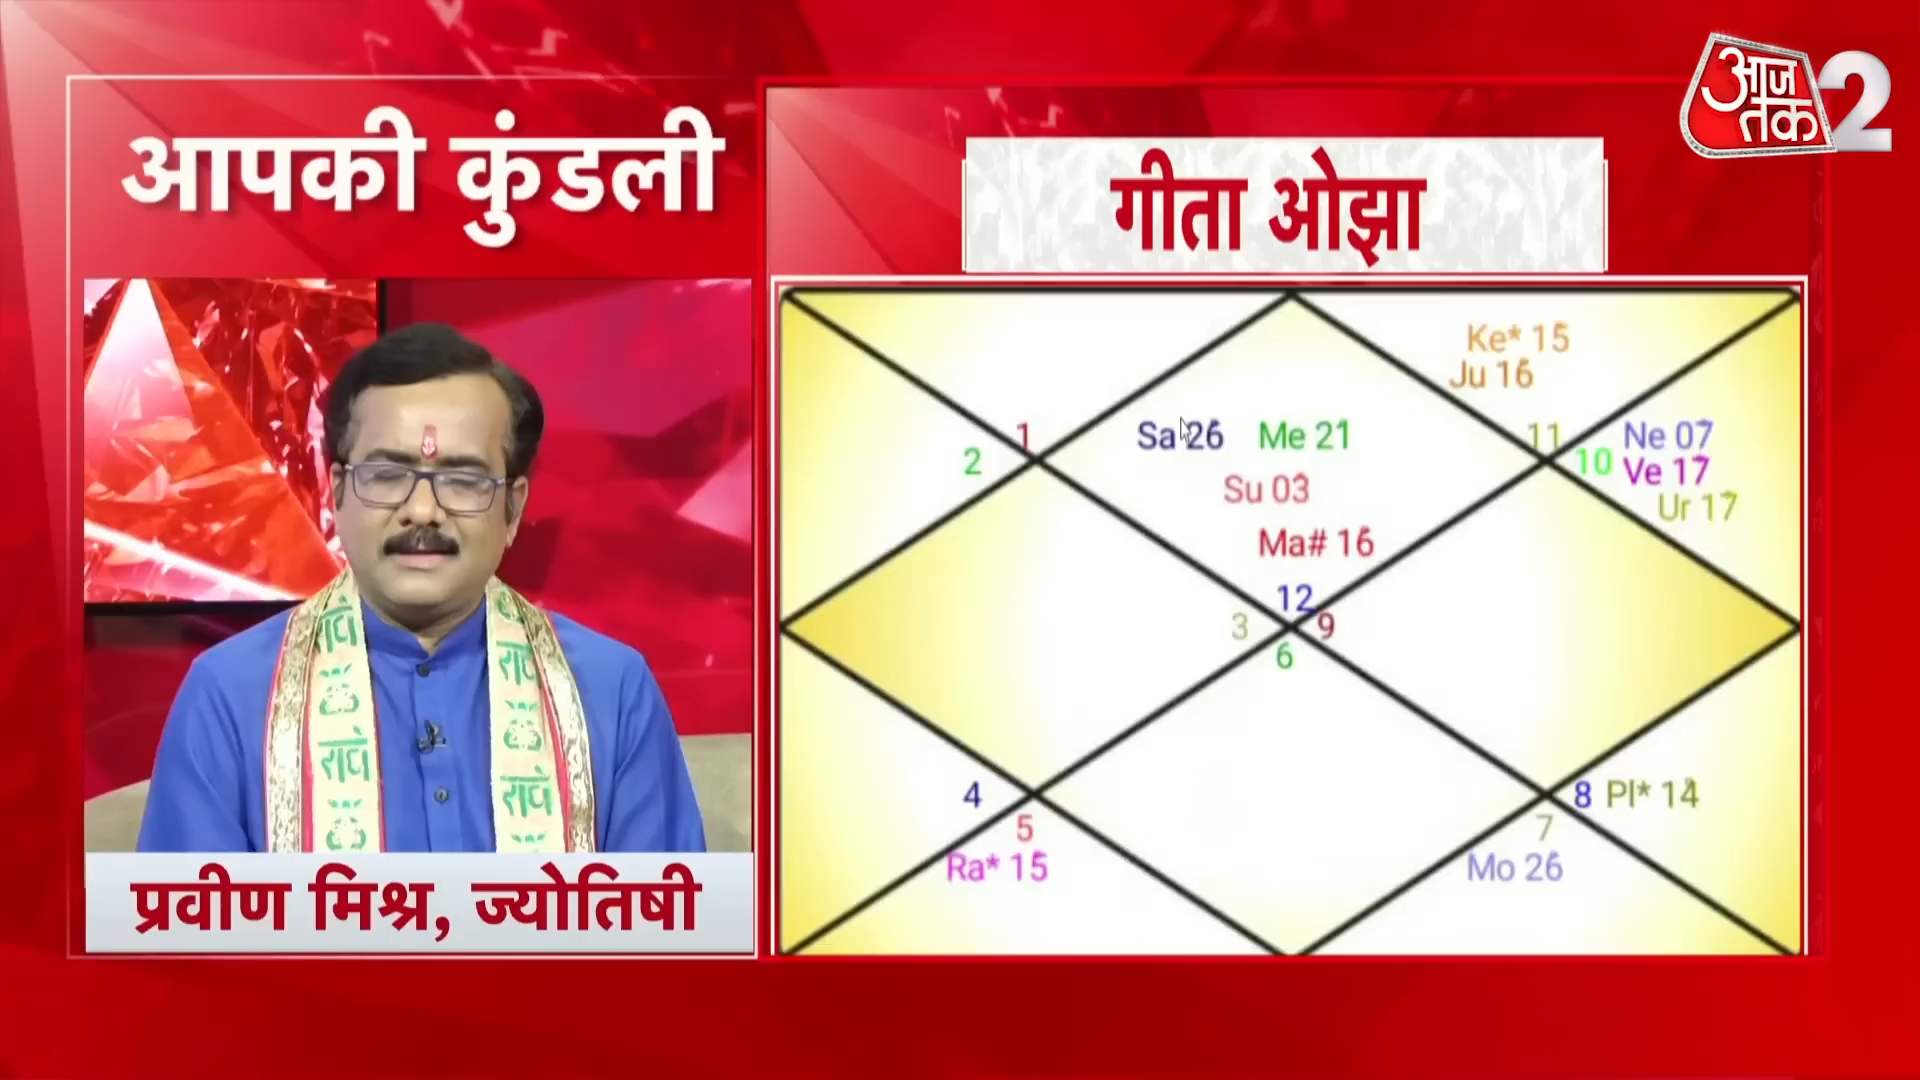 आज
तक 2
आपकी कुंडली
गीता ओझा
Ke* 15
Ju 16
1
2
Sa 26 Me 21
Su 03
Ma# 16
11
10
Ne 07
Ve 17
Ur 17
12
3
9
6
4
5
Ra* 15
8 Pl* 14
7
Mo 26
राधे
राधे
राधे
राधे
प्रवीण मिश्र, ज्योतिषी